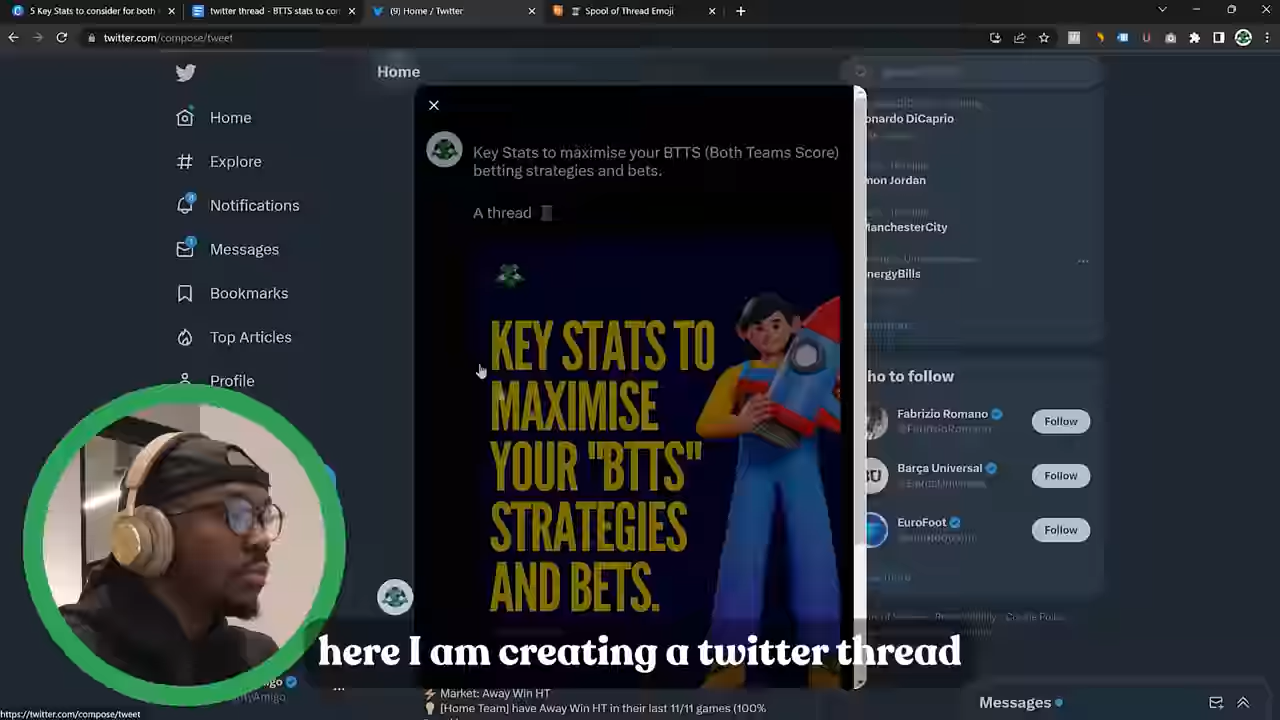 5 Key Stats to consider for both
twitter thread - BTTS stats to con
(9) Home / Twitter
Spool of Thread Emoji
twitter.com/compose/tweet
Home
Home
Explore
Notifications
Messages
Bookmarks
Top Articles
Profile
Key Stats to maximise your BTTS (Both Teams Score)
betting strategies and bets.
A thread
KEY STATS TO
MAXIMISE
YOUR "BTTS"
STRATEGIES
AND BETS.
onardo DiCaprio
mon Jordan
ManchesterCity
nergyBills
ho to follow
Fabrizio Romano
Follow
Barça Universal
Follow
EuroFoot
Follow
here I am creating a twitter thread
Market: Away Win HT
[Home Team] have Away Win HT in their last 11/11 games (100%
Messages
https://twitter.com/compose/tweet